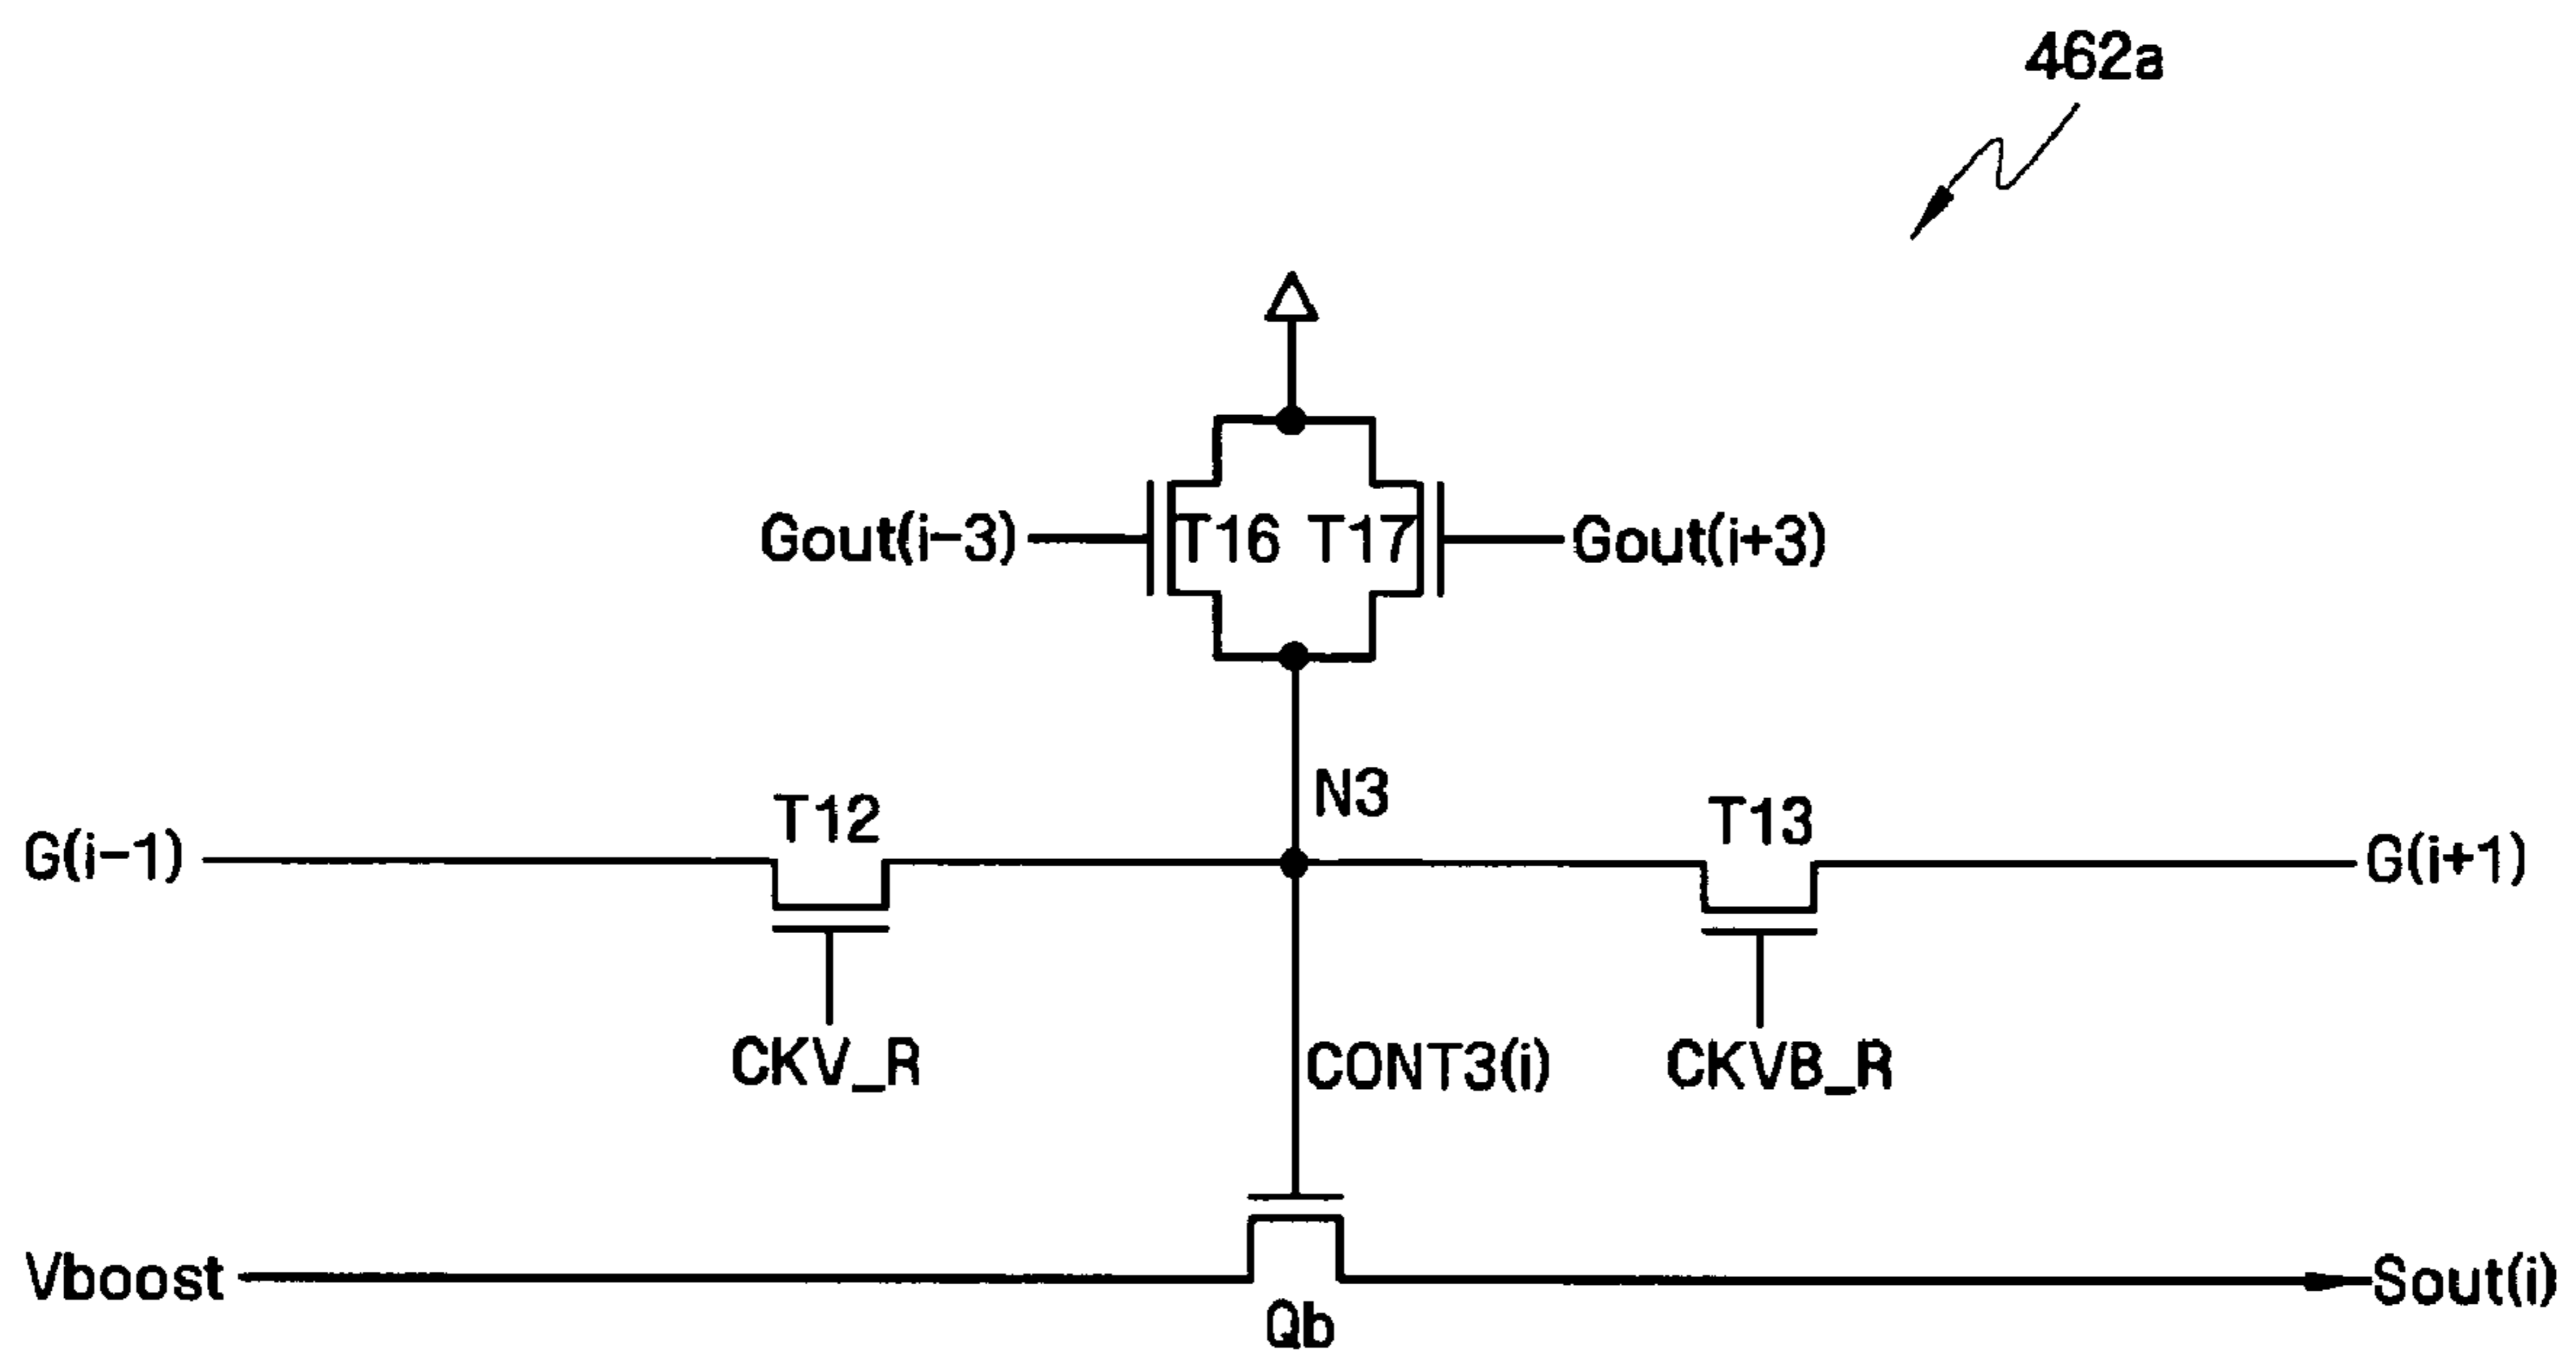 462a
Gout(i-3) T16 T17 Gout(i+3)
N3
T12 T13
G(i-1) G(i+1)
CKV_R CONT3(i) CKVB_R
Vboost Sout(i)
Qb